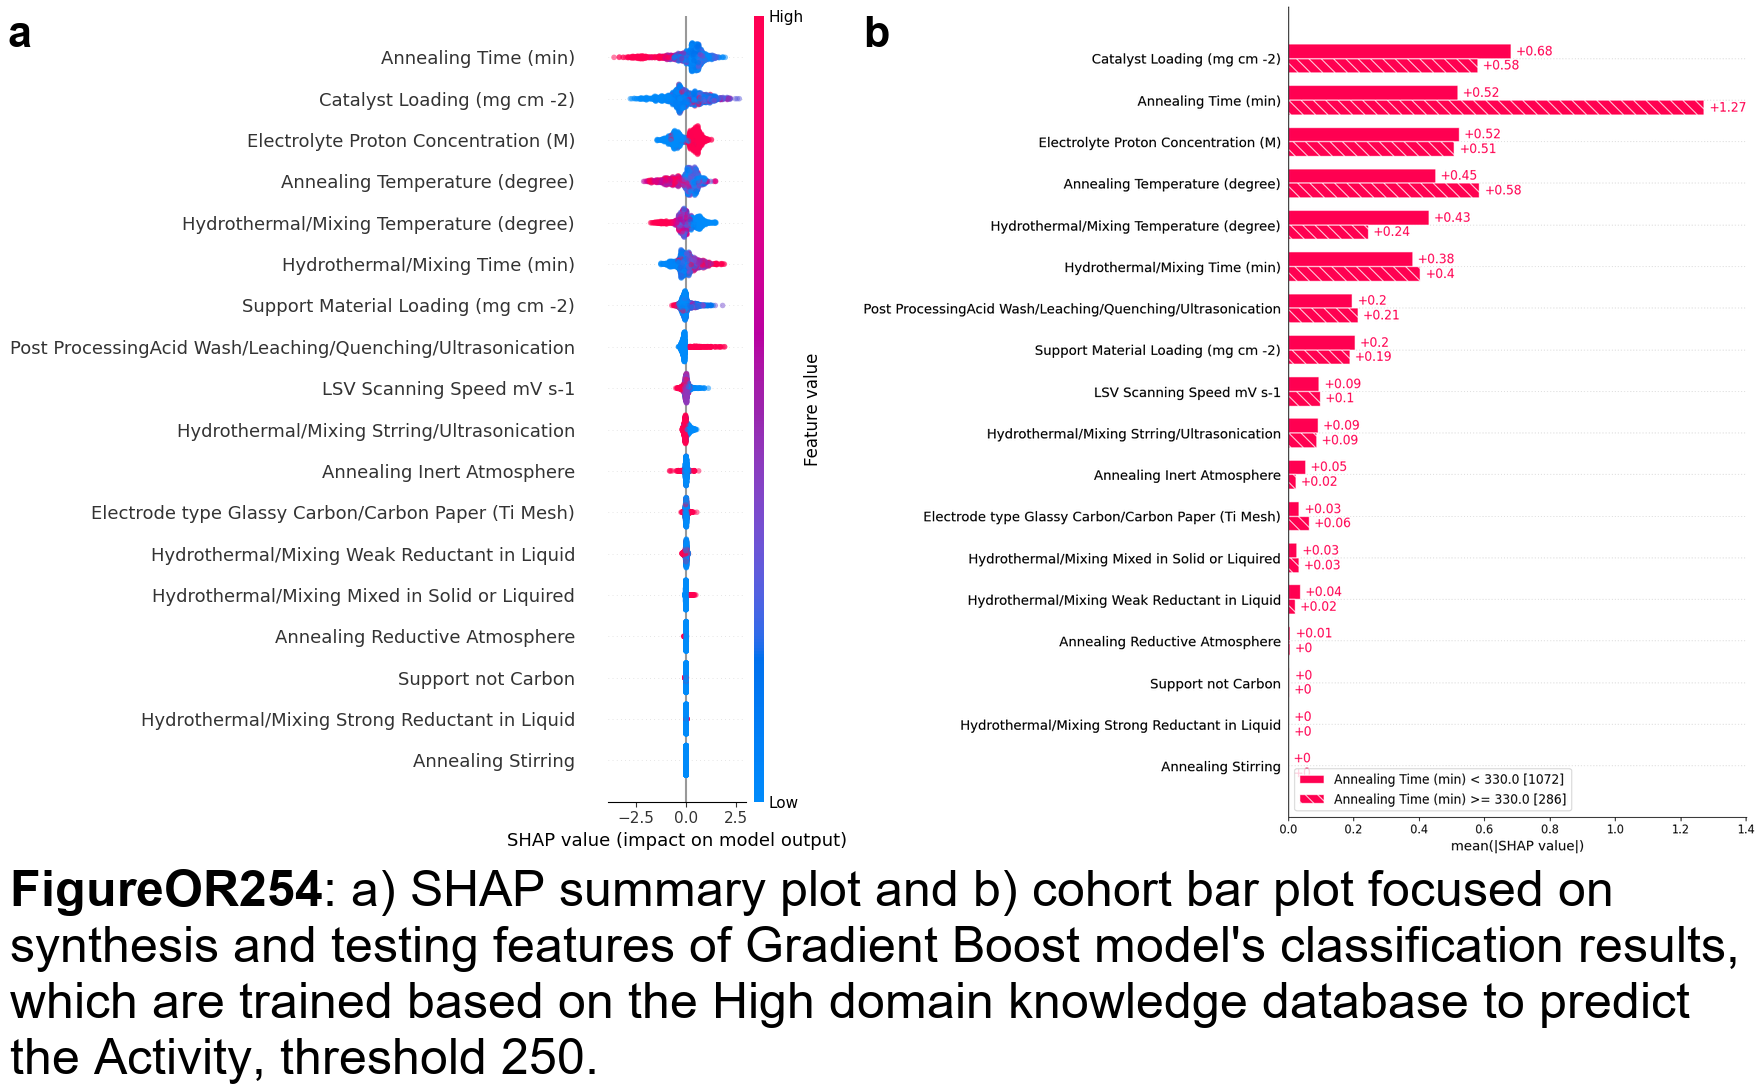 a
High
Annealing Time (min)
Catalyst Loading (mg cm -2)
Electrolyte Proton Concentration (M)
Annealing Temperature (degree)
Hydrothermal/Mixing Temperature (degree)
Hydrothermal/Mixing Time (min)
Support Material Loading (mg cm -2)
Post ProcessingAcid Wash/Leaching/Quenching/Ultrasonication
LSV Scanning Speed mV s-1
Hydrothermal/Mixing Strring/Ultrasonication
Annealing Inert Atmosphere
Electrode type Glassy Carbon/Carbon Paper (Ti Mesh)
Hydrothermal/Mixing Weak Reductant in Liquid
Hydrothermal/Mixing Mixed in Solid or Liquired
Annealing Reductive Atmosphere
Support not Carbon
Hydrothermal/Mixing Strong Reductant in Liquid
Annealing Stirring
Feature value
Low
−2.5 0.0 2.5
SHAP value (impact on model output)
b
Catalyst Loading (mg cm -2)
+0.68
+0.58
Annealing Time (min)
+0.52
+1.27
Electrolyte Proton Concentration (M)
+0.52
+0.51
Annealing Temperature (degree)
+0.45
+0.58
Hydrothermal/Mixing Temperature (degree)
+0.43
+0.24
Hydrothermal/Mixing Time (min)
+0.38
+0.4
Post ProcessingAcid Wash/Leaching/Quenching/Ultrasonication
+0.2
+0.21
Support Material Loading (mg cm -2)
+0.2
+0.19
LSV Scanning Speed mV s-1
+0.09
+0.1
Hydrothermal/Mixing Strring/Ultrasonication
+0.09
+0.09
Annealing Inert Atmosphere
+0.05
+0.02
Electrode type Glassy Carbon/Carbon Paper (Ti Mesh)
+0.03
+0.06
Hydrothermal/Mixing Mixed in Solid or Liquired
+0.03
+0.03
Hydrothermal/Mixing Weak Reductant in Liquid
+0.04
+0.02
Annealing Reductive Atmosphere
+0.01
+0
Support not Carbon
+0
+0
Hydrothermal/Mixing Strong Reductant in Liquid
+0
+0
Annealing Stirring
+0
+0
Annealing Time (min) < 330.0 [1072]
Annealing Time (min) >= 330.0 [286]
0.0 0.2 0.4 0.6 0.8 1.0 1.2 1.4
mean(|SHAP value|)
FigureOR254: a) SHAP summary plot and b) cohort bar plot focused on
synthesis and testing features of Gradient Boost model's classification results,
which are trained based on the High domain knowledge database to predict
the Activity, threshold 250.